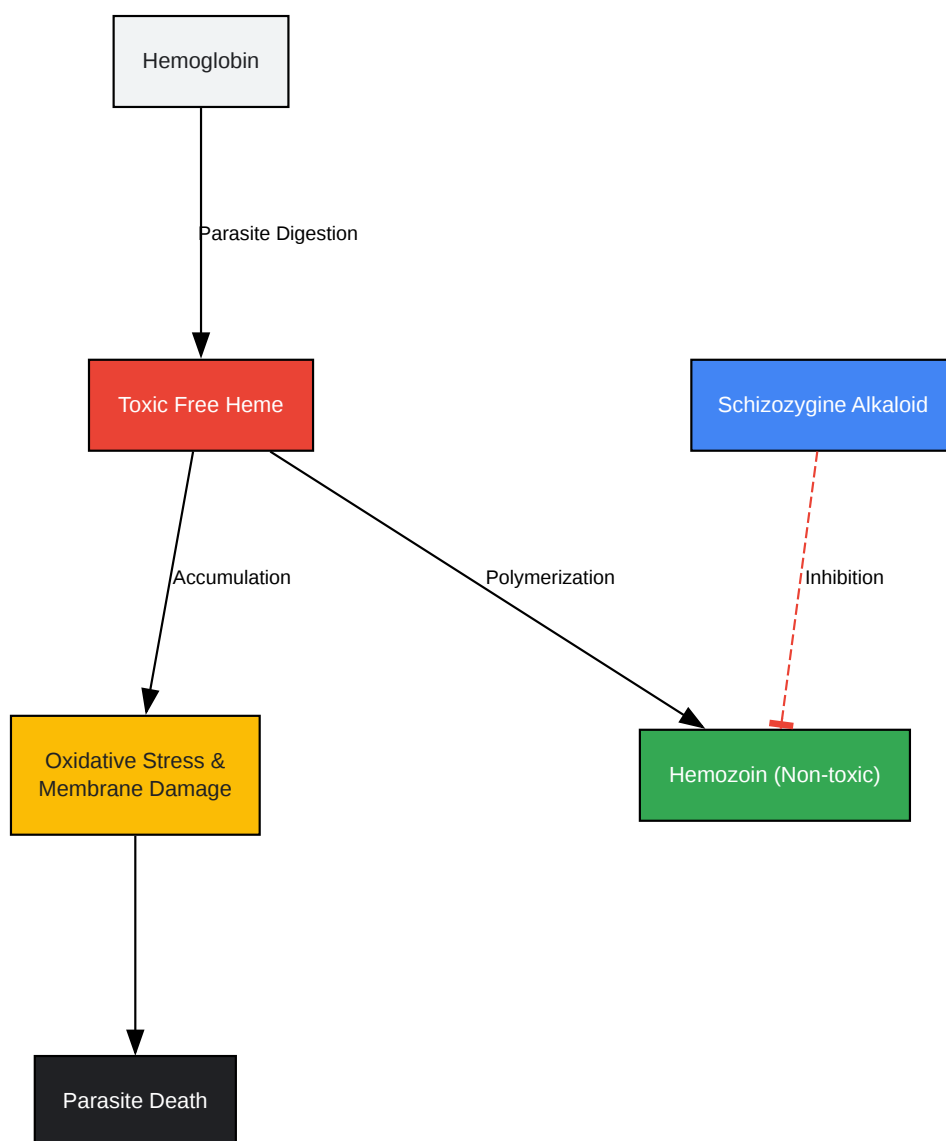 Hemoglobin
Parasite Digestion
Toxic Free Heme
Schizozygine Alkaloid
Accumulation
Polymerization
Inhibition
Oxidative Stress &
Membrane Damage
Hemozoin (Non-toxic)
Parasite Death